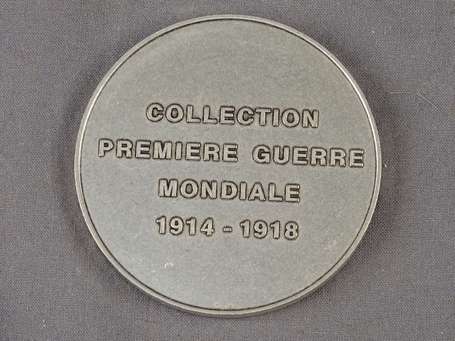 COLLECTION
PREMIERE GUERRE
MONDIALE
1914 - 1918